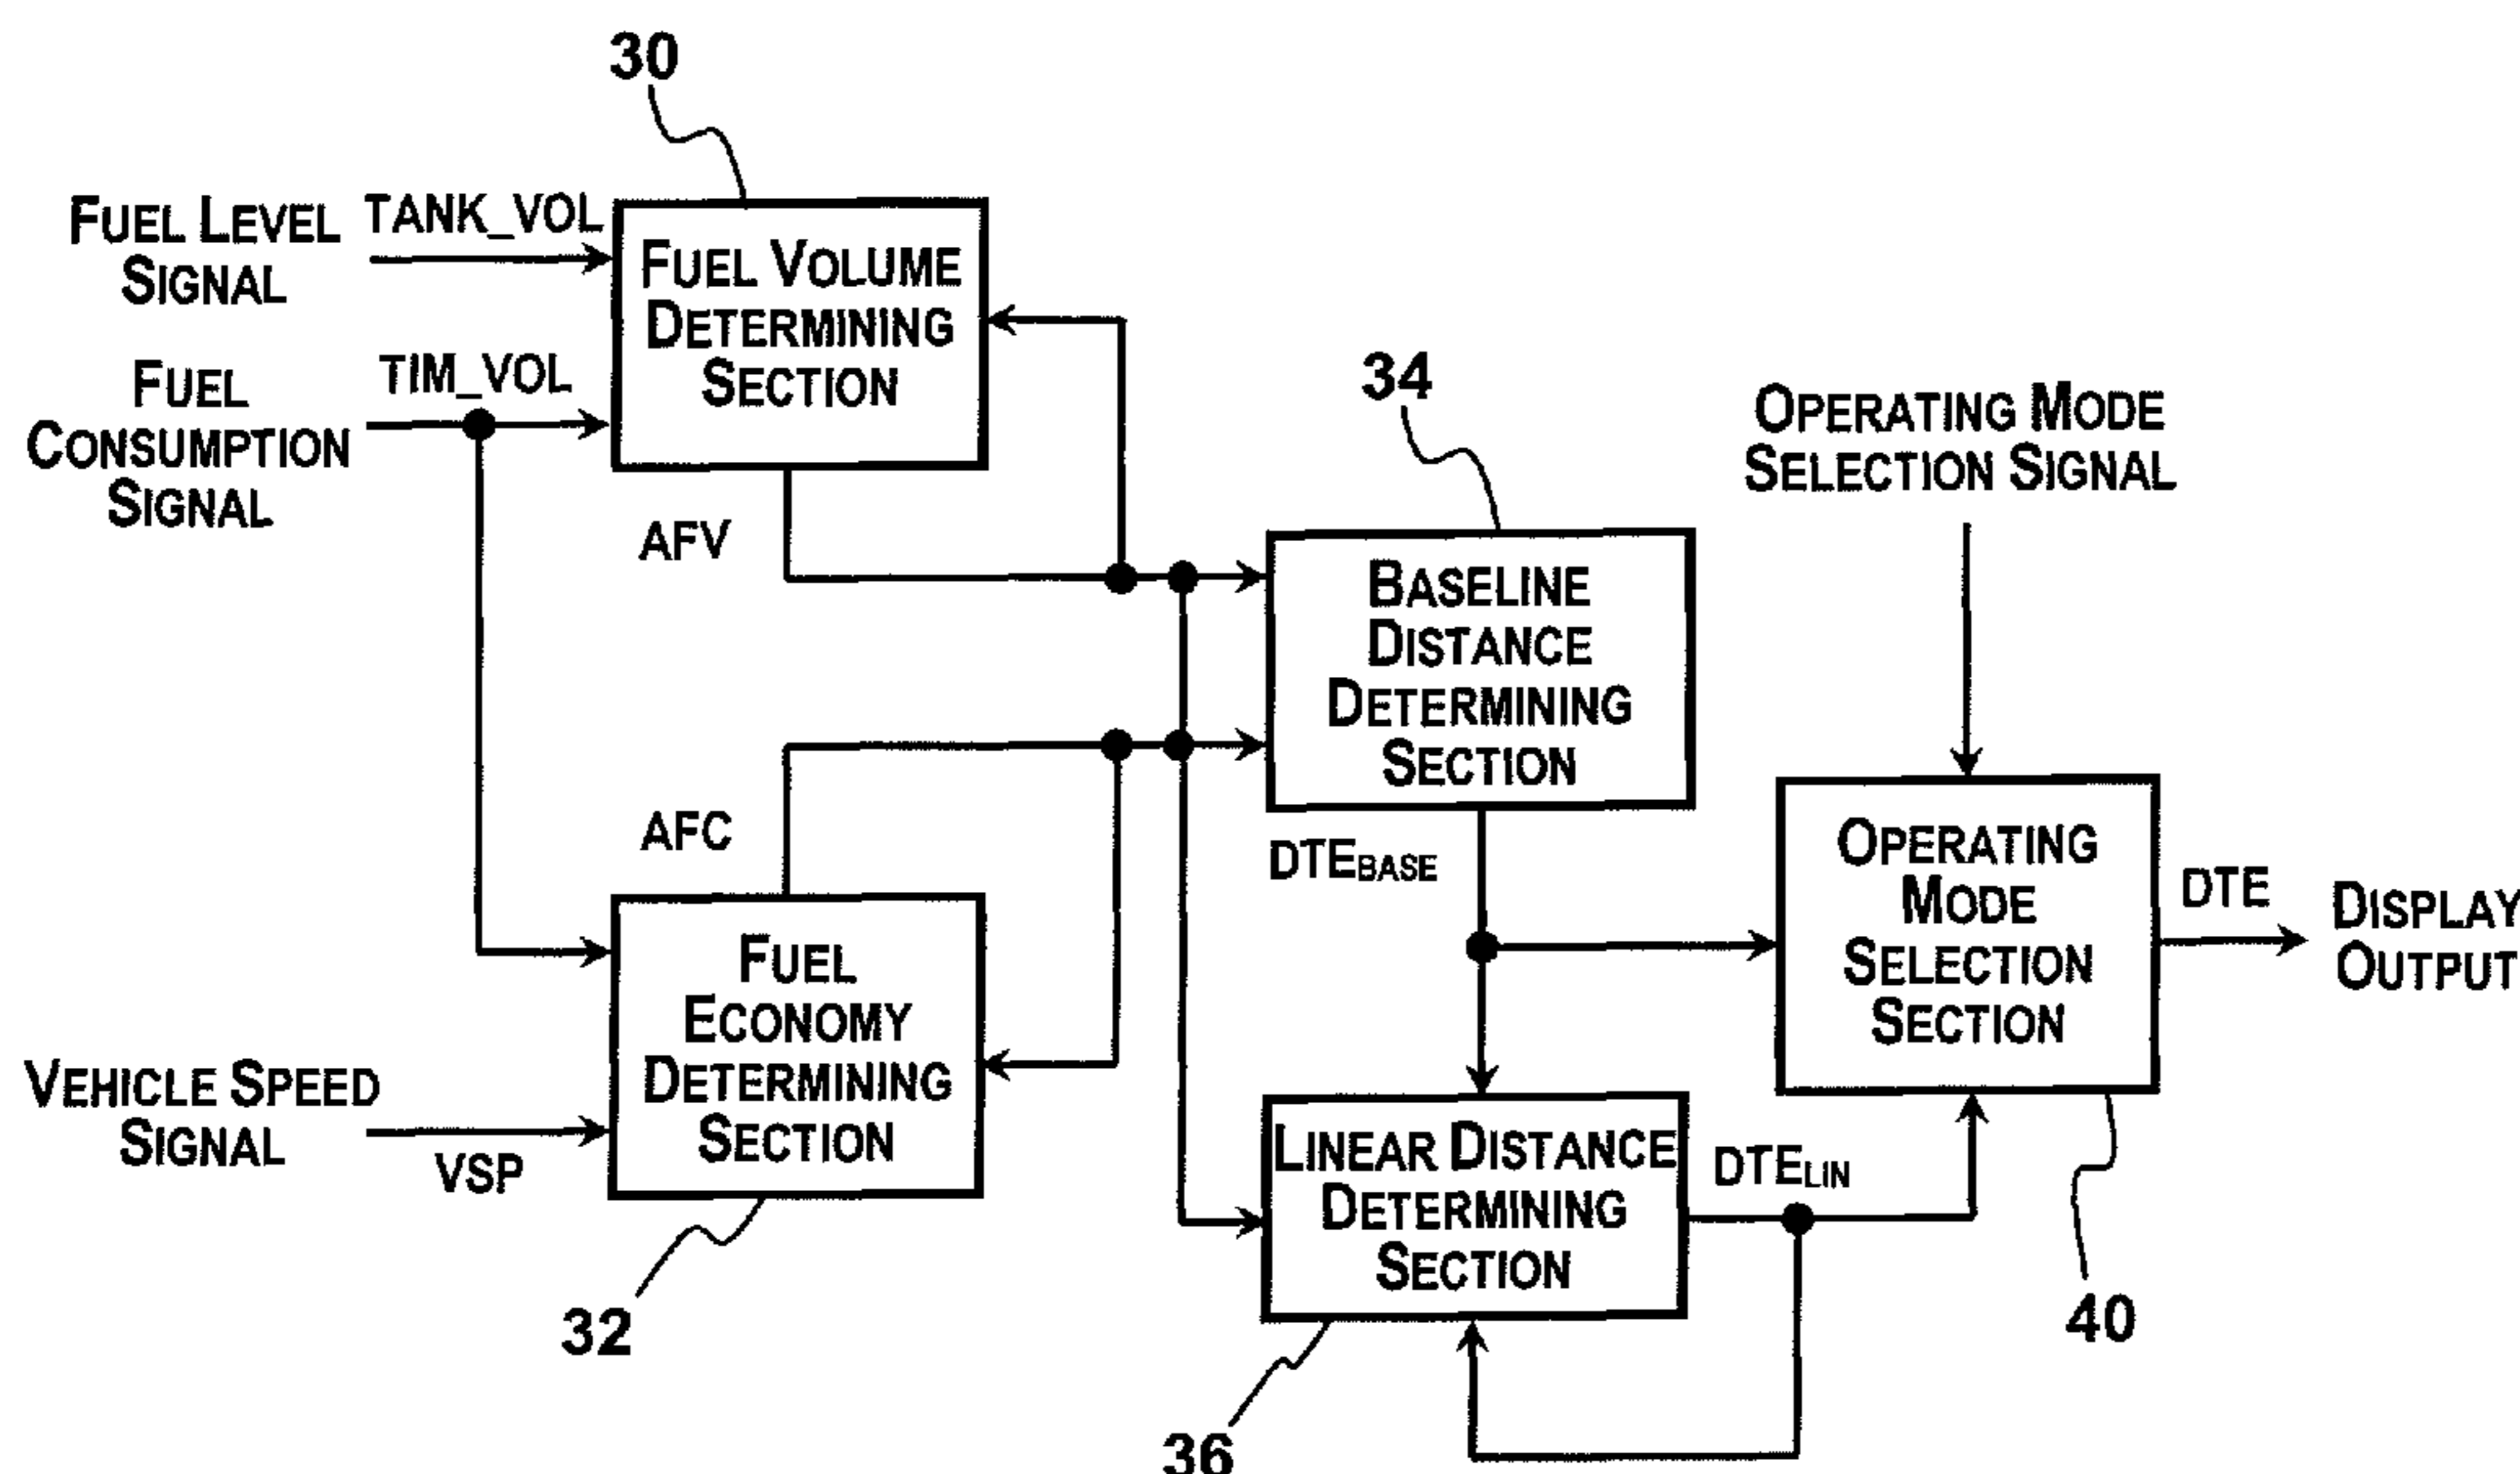 30
FUEL LEVEL
SIGNAL
TANK_VOL
FUEL VOLUME
DETERMINING
SECTION
FUEL
CONSUMPTION
SIGNAL
TIM_VOL
AFV
34
OPERATING MODE
SELECTION SIGNAL
BASELINE
DISTANCE
DETERMINING
SECTION
AFC
DTEBASE
OPERATING
MODE
SELECTION
SECTION
DTE
DISPLAY
OUTPUT
FUEL
ECONOMY
DETERMINING
SECTION
VEHICLE SPEED
SIGNAL
VSP
LINEAR DISTANCE
DETERMINING
SECTION
DTELIN
32
40
36